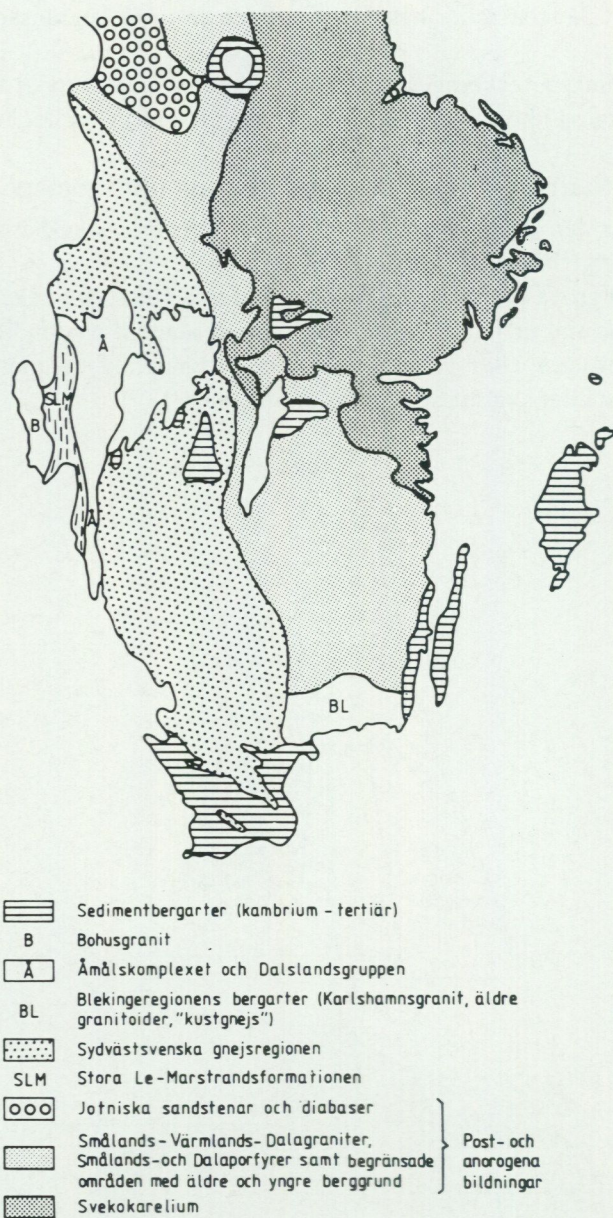 Å
SLM
B
Å
BL
Sedimentbergarter (kambrium - tertiär)
B Bohusgranit
Å Åmålskomplexet och Dalslandsgruppen
BL Blekingeregionens bergarter (Karlshamnsgranit, äldre
granitoider, "kustgnejs")
Sydvästsvenska gnejsregionen
SLM Stora Le-Marstrandsformationen
Jotniska sandstenar och diabaser
Smålands-Värmlands-Dalagraniter,
Smålands-och Dalaporfyrer samt begränsade
områden med äldre och yngre berggrund
Post- och
anorogena
bildningar
Svekokarelium